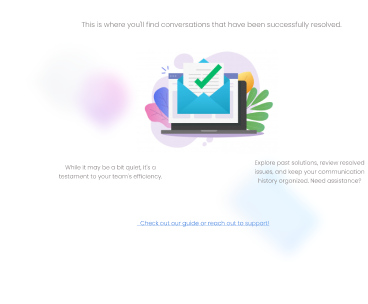 This is where you'll find conversations that have been successfully resolved.
While it may be a bit quiet, it's a
testament to your team's efficiency.
Explore past solutions, review resolved
issues, and keep your communication
history organized. Need assistance?
Check out our guide or reach out to support!